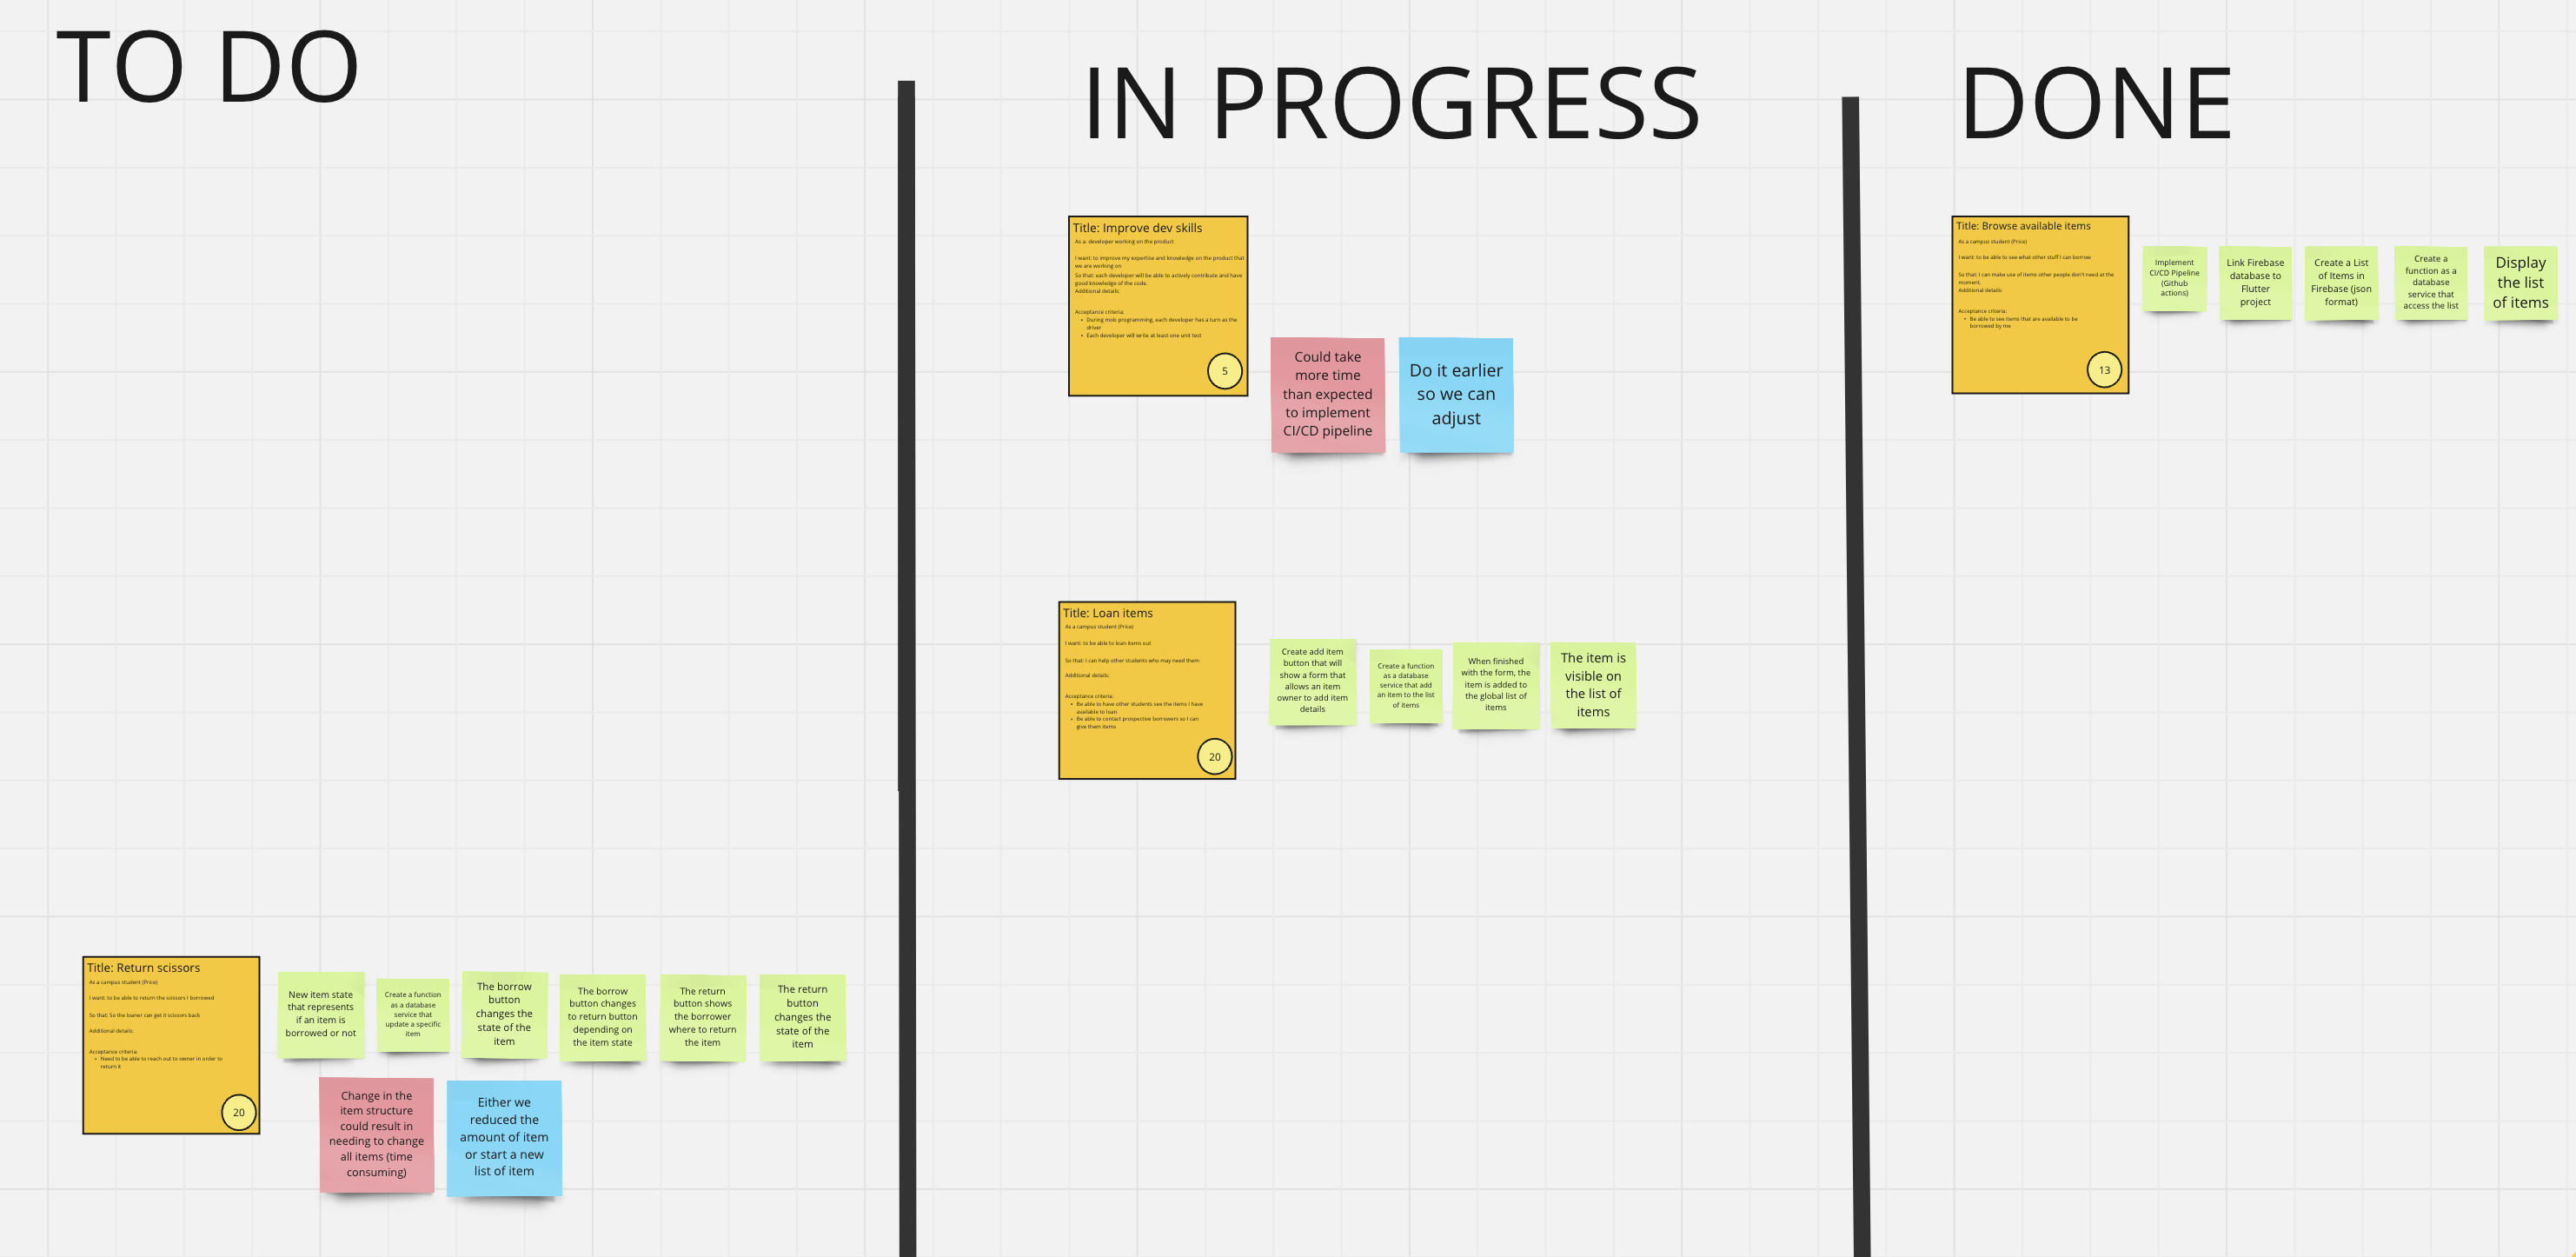 TO DO
IN PROGRESS
DONE
Title: Improve dev skills
As a: developer working on the product
I want: to improve my expertise and knowledge on the product that
we are working on
So that: each developer will be able to actively contribute and have
good knowledge of the code.
Additional details:
Acceptance criteria:
• During mob programming, each developer has a turn as the
driver
• Each developer will write at least one unit test
5
Could take
more time
than expected
to implement
CI/CD pipeline
Do it earlier
so we can
adjust
Title: Browse available items
As a campus student (Price)
I want: to be able to see what other stuff I can borrow
So that: I can make use of items other people don't need at the
moment.
Additional details:
Acceptance criteria:
• Be able to see items that are available to be
borrowed by me
13
Implement
CI/CD Pipeline
(Github
actions)
Link Firebase
database to
Flutter
project
Create a List
of Items in
Firebase (json
format)
Create a
function as a
database
service that
access the list
Display
the list
of items
Title: Loan items
As a campus student (Price)
I want: to be able to loan items out
So that: I can help other students who may need them
Additional details:
Acceptance criteria:
• Be able to have other students see the items I have
available to loan
• Be able to contact prospective borrowers so I can
give them items
20
Create add item
button that will
show a form that
allows an item
owner to add item
details
Create a function
as a database
service that add
an item to the list
of items
When finished
with the form, the
item is added to
the global list of
items
The item is
visible on
the list of
items
Title: Return scissors
As a campus student (Price)
I want: to be able to return the scissors I borrowed
So that: So the loaner can get it scissors back
Additional details:
Acceptance criteria:
• Need to be able to reach out to owner in order to
return it
20
New item state
that represents
if an item is
borrowed or not
Create a function
as a database
service that
update a specific
item
The borrow
button
changes the
state of the
item
The borrow
button changes
to return button
depending on
the item state
The return
button shows
the borrower
where to return
the item
The return
button
changes the
state of the
item
Change in the
item structure
could result in
needing to change
all items (time
consuming)
Either we
reduced the
amount of item
or start a new
list of item